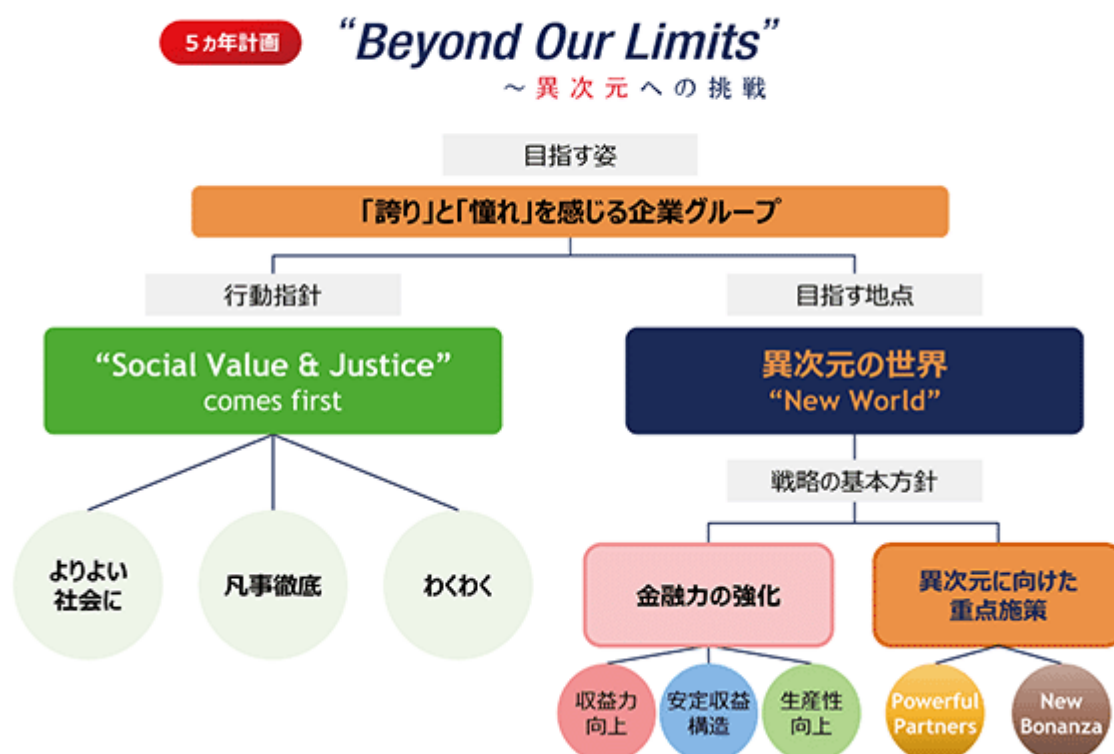 5ヵ年計画
“Beyond Our Limits”
～異次元への挑戦
目指す姿
「誇り」と「憧れ」を感じる企業グループ
行動指針
目指す地点
“Social Value & Justice”
comes first
異次元の世界
“New World”
戦略の基本方針
よりよい
社会に
凡事徹底
わくわく
金融力の強化
異次元に向けた
重点施策
収益力
向上
安定収益
構造
生産性
向上
Powerful
Partners
New
Bonanza